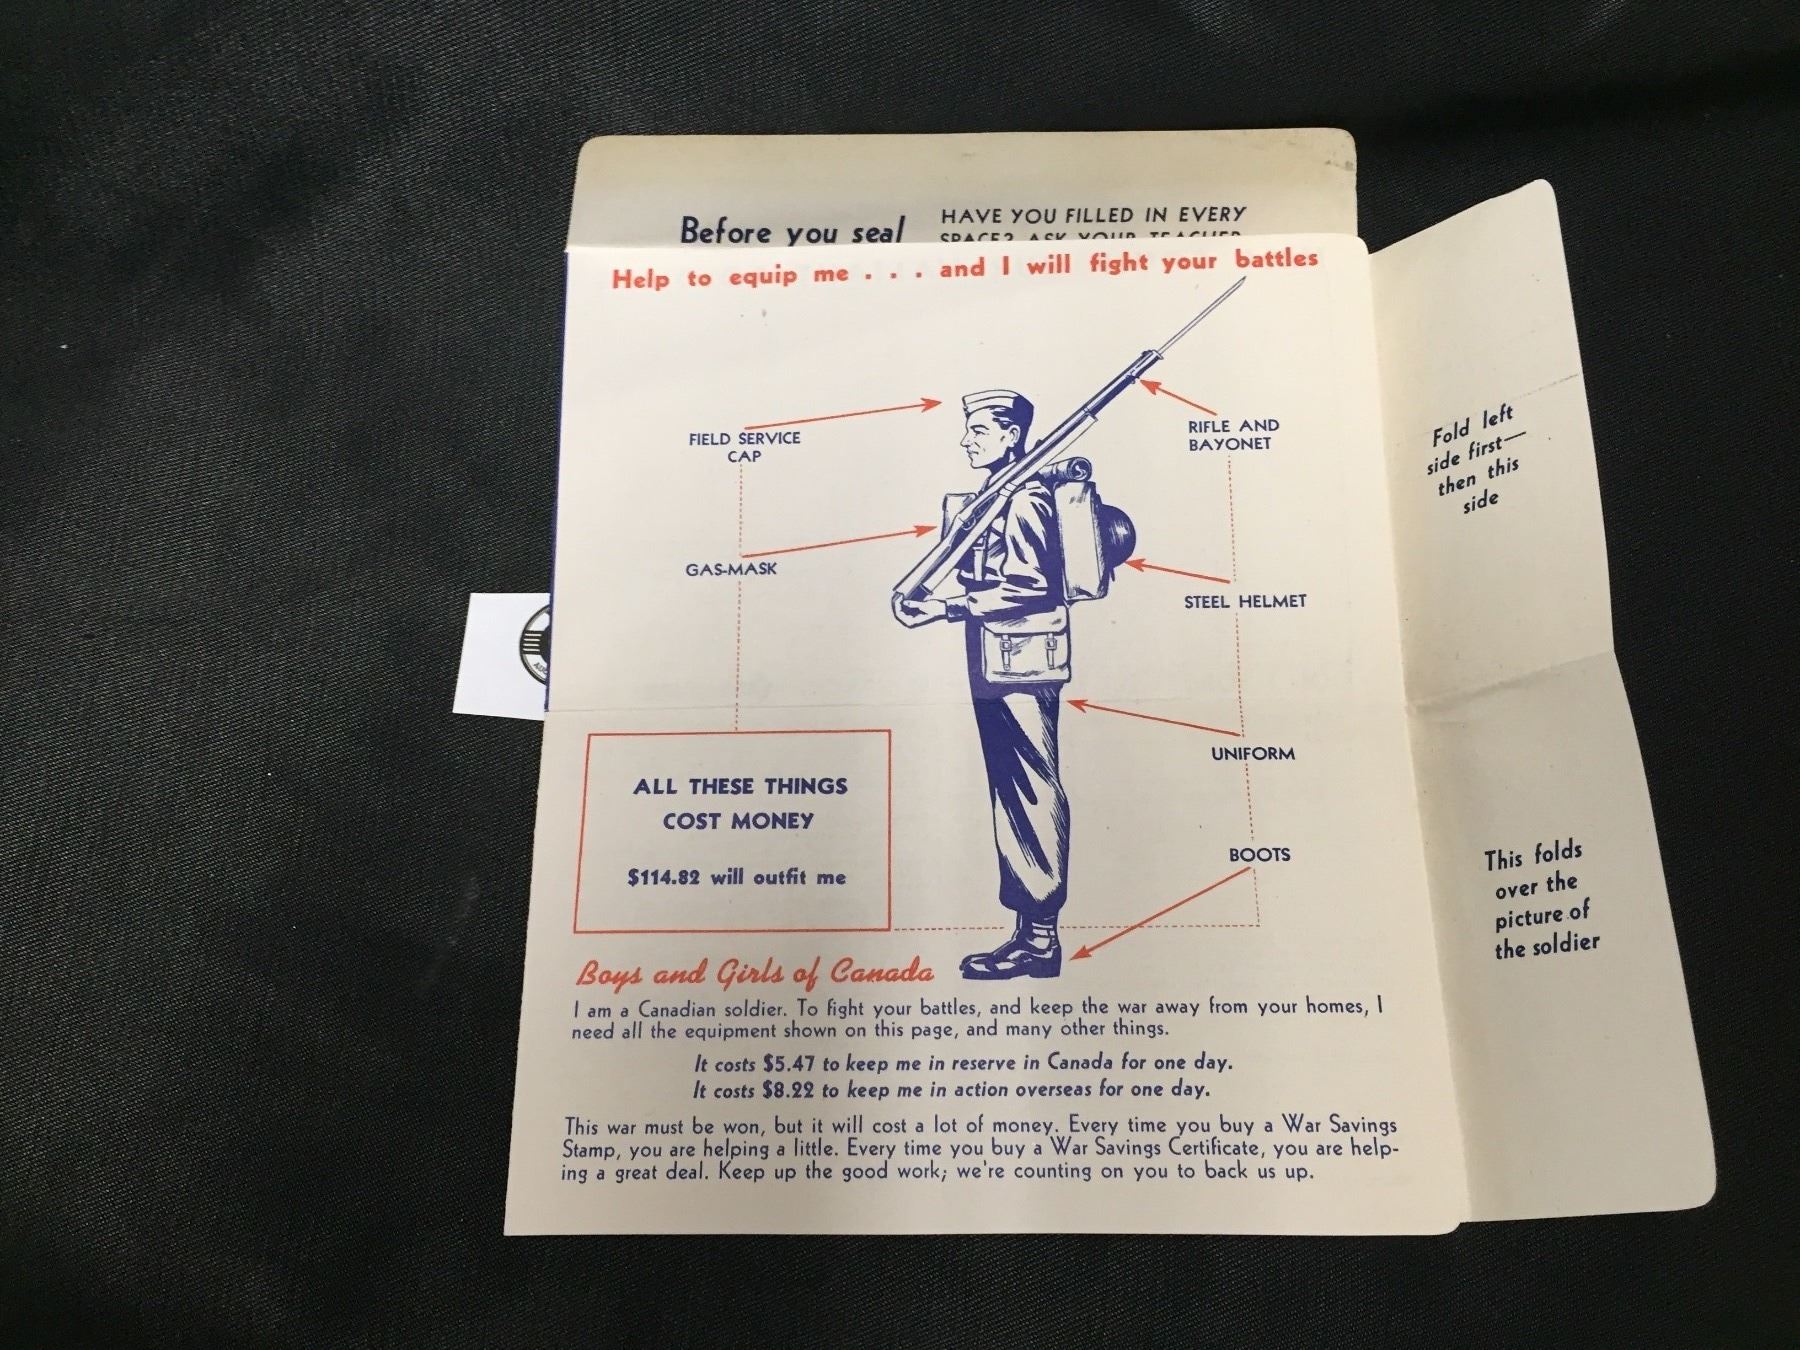 Before you seal
HAVE YOU FILLED IN EVERY
SPACE? ASK YOUR TEACHER
Help to equip me . . . and I will fight your battles
FIELD SERVICE
CAP
RIFLE AND
BAYONET
GAS-MASK
STEEL HELMET
UNIFORM
BOOTS
ALL THESE THINGS
COST MONEY
$114.82 will outfit me
Boys and Girls of Canada
I am a Canadian soldier. To fight your battles, and keep the war away from your homes, I
need all the equipment shown on this page, and many other things.
It costs $5.47 to keep me in reserve in Canada for one day.
It costs $8.22 to keep me in action overseas for one day.
This war must be won, but it will cost a lot of money. Every time you buy a War Savings
Stamp, you are helping a little. Every time you buy a War Savings Certificate, you are help-
ing a great deal. Keep up the good work; we're counting on you to back us up.
Fold left
side first—
then this
side
This folds
over the
picture of
the soldier